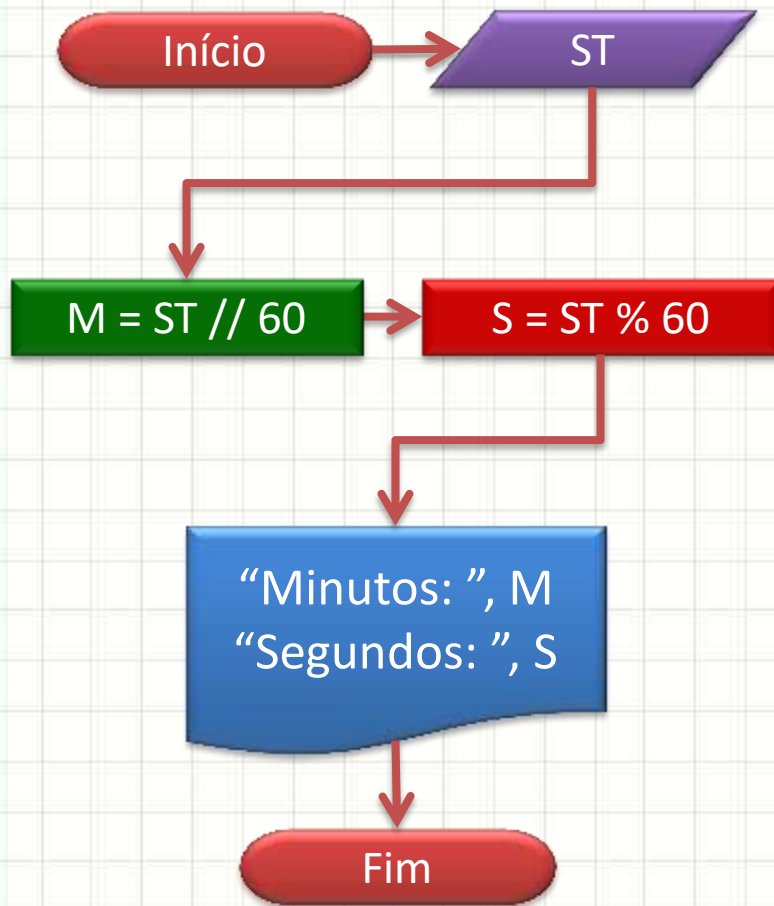 Início
ST
M = ST // 60
S = ST % 60
“Minutos: ”, M
“Segundos: ”, S
Fim